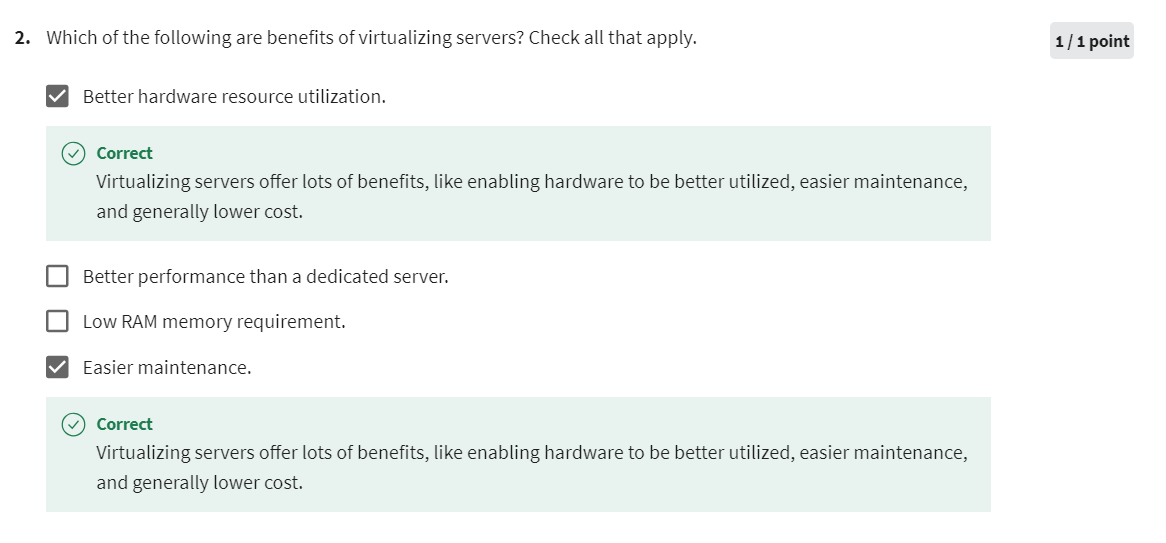 2. Which of the following are benefits of virtualizing servers? Check all that apply.
1 / 1 point
Better hardware resource utilization.
Correct
Virtualizing servers offer lots of benefits, like enabling hardware to be better utilized, easier maintenance,
and generally lower cost.
Better performance than a dedicated server.
Low RAM memory requirement.
Easier maintenance.
Correct
Virtualizing servers offer lots of benefits, like enabling hardware to be better utilized, easier maintenance,
and generally lower cost.